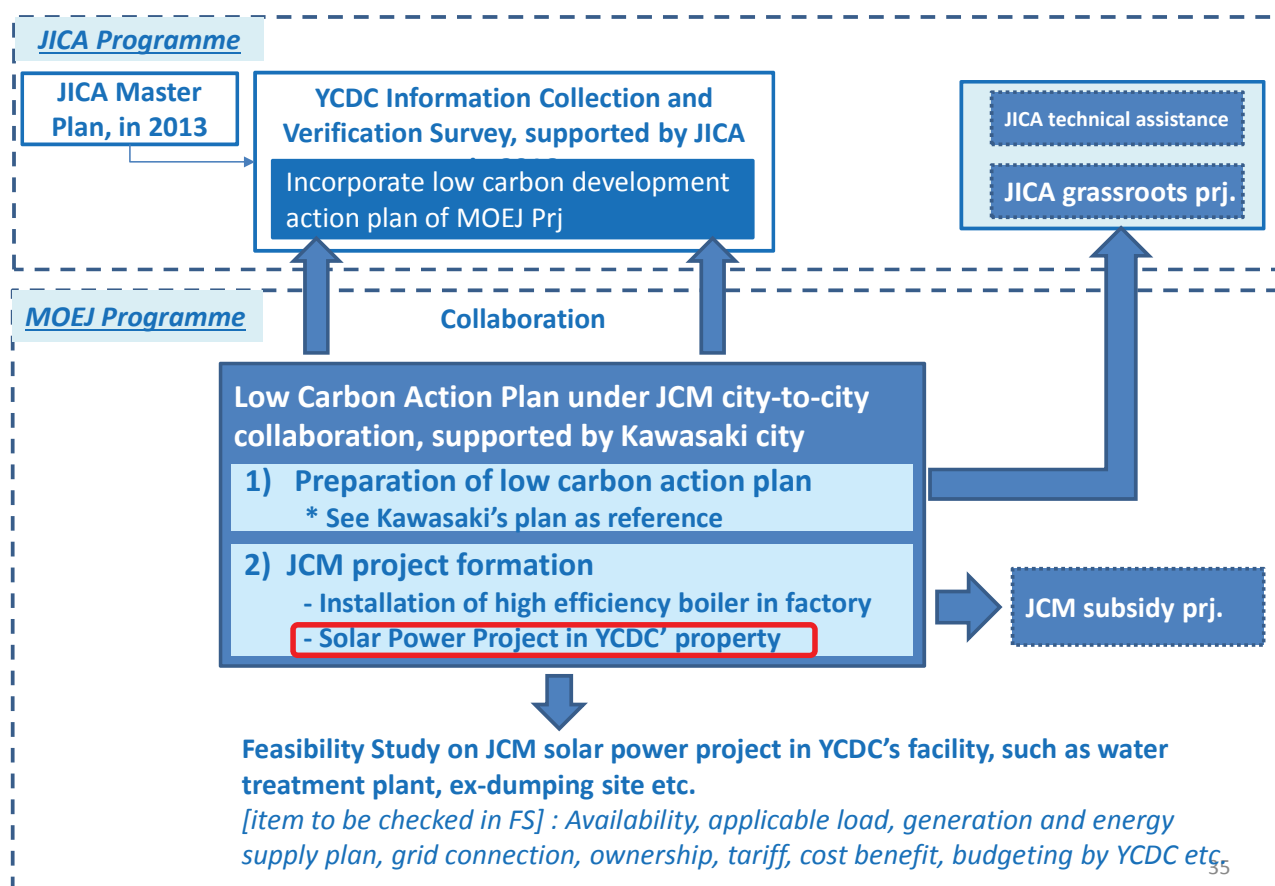 JICA Programme
JICA Master
Plan, in 2013
YCDC Information Collection and
Verification Survey, supported by JICA
Incorporate low carbon development
action plan of MOEJ Prj
JICA technical assistance
JICA grassroots prj.
MOEJ Programme
Collaboration
Low Carbon Action Plan under JCM city-to-city
collaboration, supported by Kawasaki city
1) Preparation of low carbon action plan
* See Kawasaki’s plan as reference
2) JCM project formation
- Installation of high efficiency boiler in factory
- Solar Power Project in YCDC’ property
JCM subsidy prj.
Feasibility Study on JCM solar power project in YCDC’s facility, such as water
treatment plant, ex-dumping site etc.
[item to be checked in FS] : Availability, applicable load, generation and energy
supply plan, grid connection, ownership, tariff, cost benefit, budgeting by YCDC etc.
35